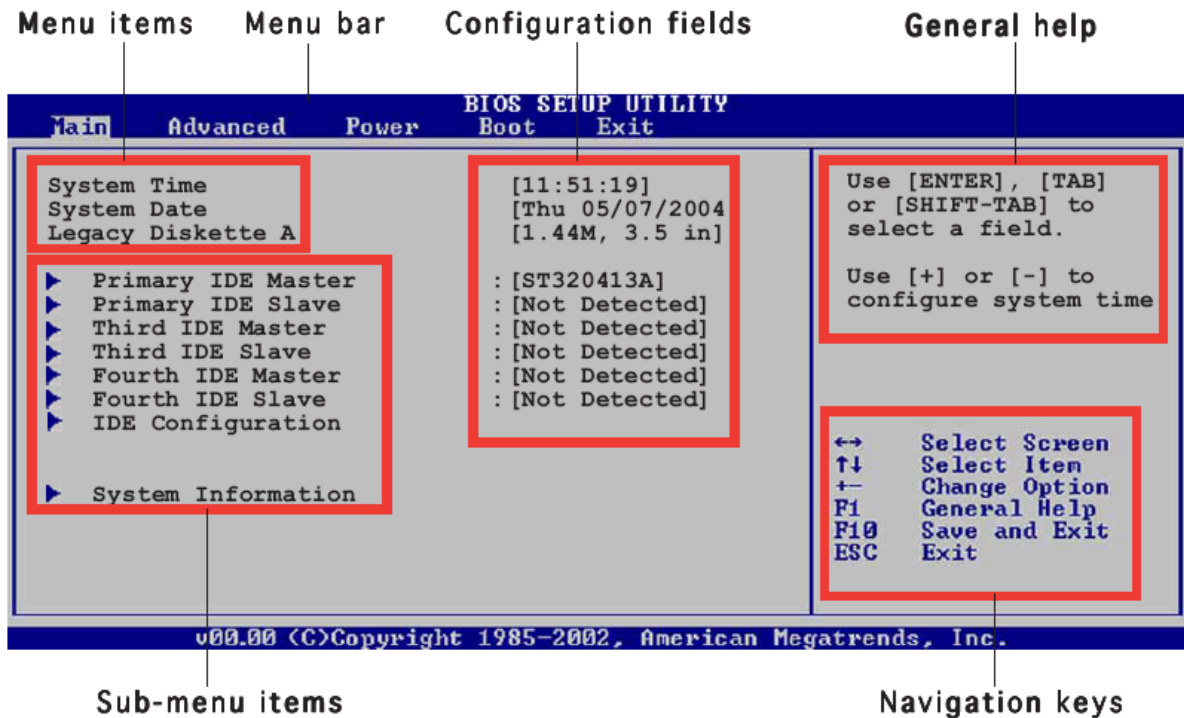 Menu items Menu bar Configuration fields General help
BIOS SETUP UTILITY
Main Advanced Power Boot Exit
System Time [11:51:19]
System Date [Thu 05/07/2004
Legacy Diskette A [1.44M, 3.5 in]
Primary IDE Master : [ST320413A]
Primary IDE Slave : [Not Detected]
Third IDE Master : [Not Detected]
Third IDE Slave : [Not Detected]
Fourth IDE Master : [Not Detected]
Fourth IDE Slave : [Not Detected]
IDE Configuration
System Information
Use [ENTER], [TAB]
or [SHIFT-TAB] to
select a field.
Use [+] or [-] to
configure system time
←→ Select Screen
↑↓ Select Item
+- Change Option
F1 General Help
F10 Save and Exit
ESC Exit
v00.00 (C)Copyright 1985-2002, American Megatrends, Inc.
Sub-menu items Navigation keys